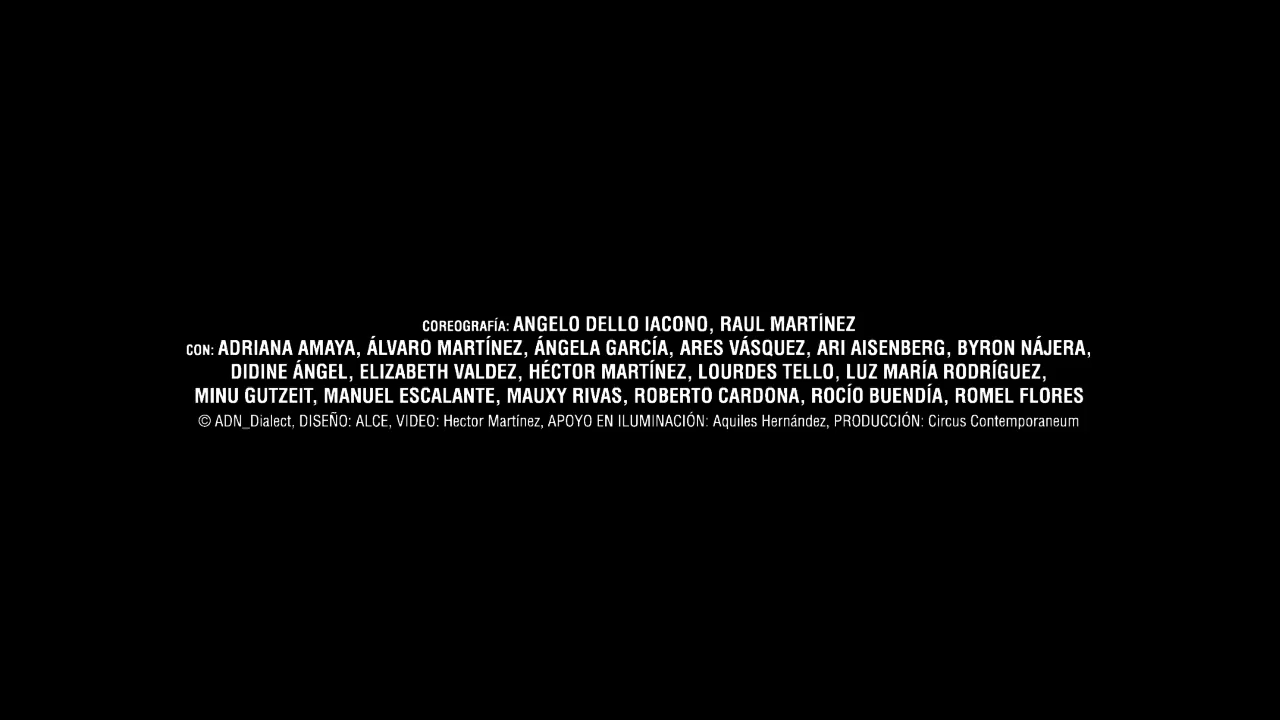 COREOGRAFÍA: ANGELO DELLO IACONO, RAUL MARTÍNEZ
CON: ADRIANA AMAYA, ÁLVARO MARTÍNEZ, ÁNGELA GARCÍA, ARES VÁSQUEZ, ARI AISENBERG, BYRON NÁJERA,
DIDINE ÁNGEL, ELIZABETH VALDEZ, HÉCTOR MARTÍNEZ, LOURDES TELLO, LUZ MARÍA RODRÍGUEZ,
MINU GUTZEIT, MANUEL ESCALANTE, MAUXY RIVAS, ROBERTO CARDONA, ROCÍO BUENDÍA, ROMEL FLORES
© ADN_Dialect, DISEÑO: ALCE, VIDEO: Hector Martínez, APOYO EN ILUMINACIÓN: Aquiles Hernández, PRODUCCIÓN: Circus Contemporaneum